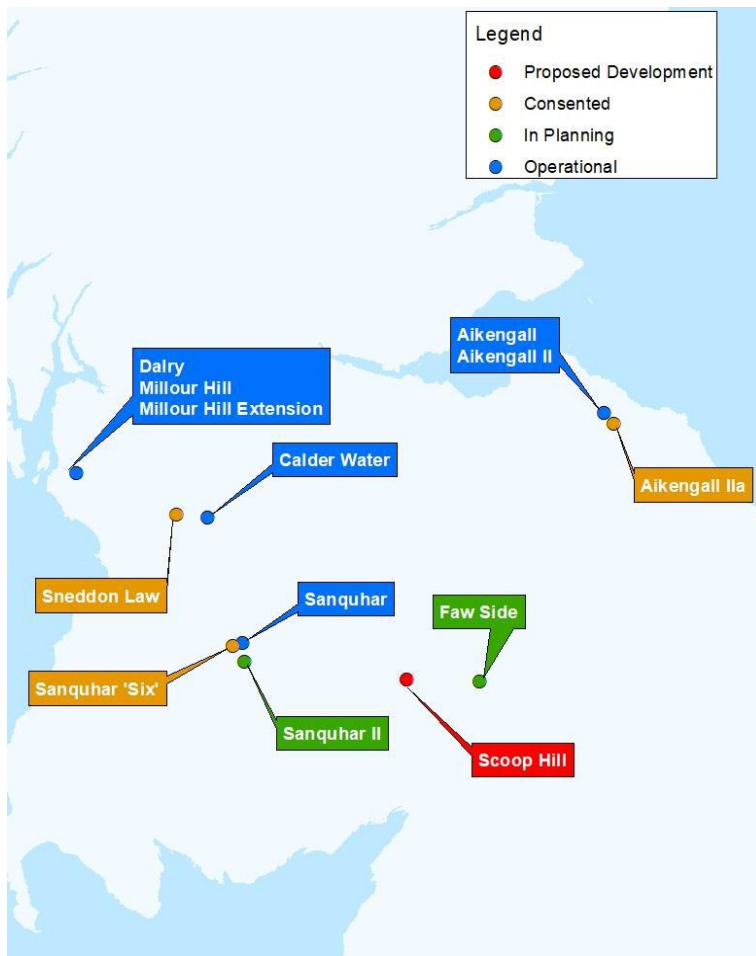 Legend
Proposed Development
Consented
In Planning
Operational
Aikengall
Aikengall II
Dalry
Millour Hill
Millour Hill Extension
Calder Water
Aikengall IIa
Sneddon Law
Sanquhar
Faw Side
Sanquhar 'Six'
Sanquhar II
Scoop Hill